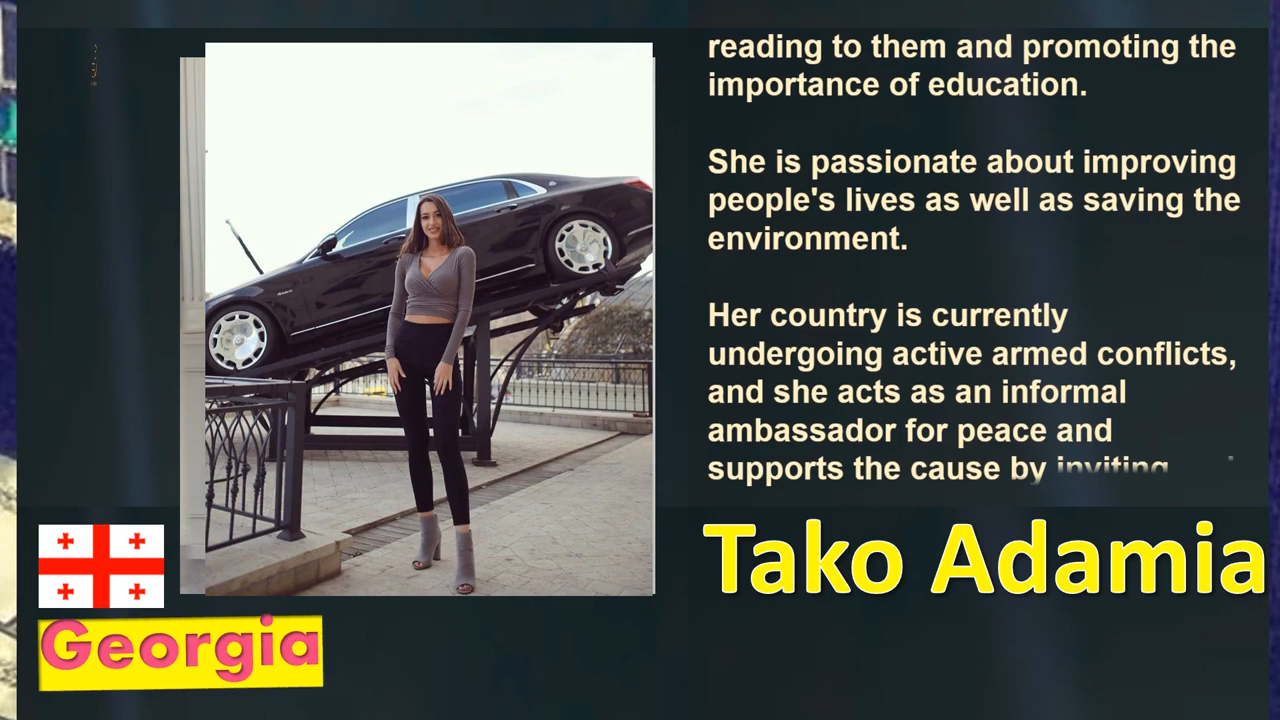 reading to them and promoting the
importance of education.
She is passionate about improving
people's lives as well as saving the
environment.
Her country is currently
undergoing active armed conflicts,
and she acts as an informal
ambassador for peace and
supports the cause by inviting
Tako Adamia
Georgia